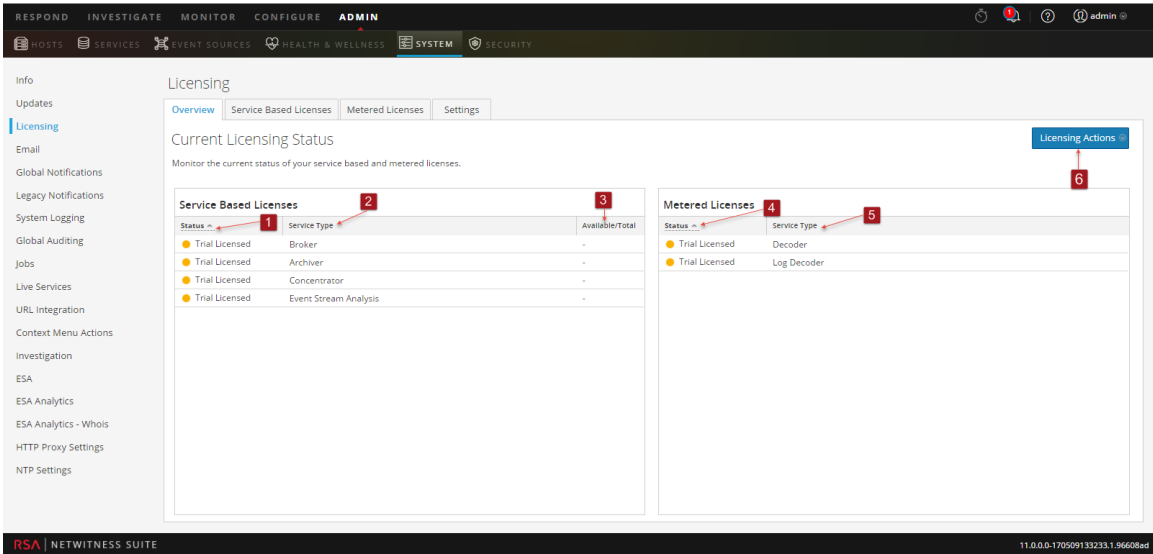 RESPOND INVESTIGATE MONITOR CONFIGURE ADMIN
1
admin
HOSTS SERVICES EVENT SOURCES HEALTH & WELLNESS SYSTEM SECURITY
Info
Updates
Licensing
Email
Global Notifications
Legacy Notifications
System Logging
Global Auditing
Jobs
Live Services
URL Integration
Context Menu Actions
Investigation
ESA
ESA Analytics
ESA Analytics - Whois
HTTP Proxy Settings
NTP Settings
Licensing
Overview Service Based Licenses Metered Licenses Settings
Current Licensing Status
Licensing Actions
Monitor the current status of your service based and metered licenses.
6
Service Based Licenses
1 2 3
Status Service Type Available/Total
Trial Licensed Broker -
Trial Licensed Archiver -
Trial Licensed Concentrator -
Trial Licensed Event Stream Analysis -
Metered Licenses
4 5
Status Service Type
Trial Licensed Decoder
Trial Licensed Log Decoder
RSA NETWITNESS SUITE
11.0.0.0-170509133233.1.96608ad